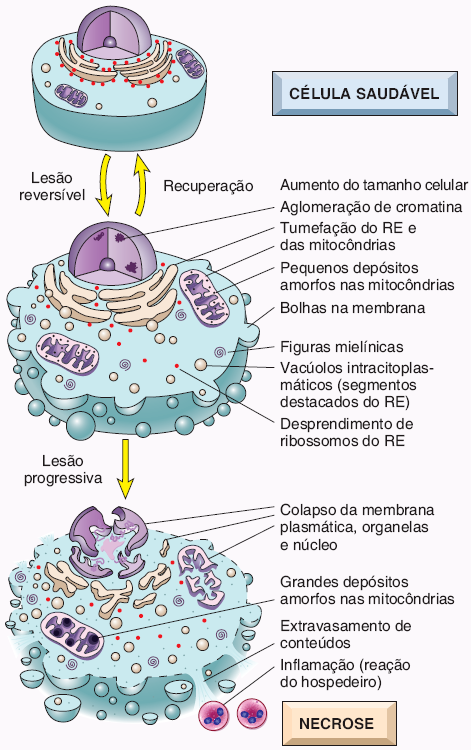 CÉLULA SAUDÁVEL
Lesão
reversível
Recuperação
Aumento do tamanho celular
Aglomeração de cromatina
Tumefação do RE e
das mitocôndrias
Pequenos depósitos
amorfos nas mitocôndrias
Bolhas na membrana
Figuras mielínicas
Vacúolos intracitoplas-
máticos (segmentos
destacados do RE)
Desprendimento de
ribossomos do RE
Lesão
progressiva
Colapso da membrana
plasmática, organelas
e núcleo
Grandes depósitos
amorfos nas mitocôndrias
Extravasamento de
conteúdos
Inflamação (reação
do hospedeiro)
NECROSE